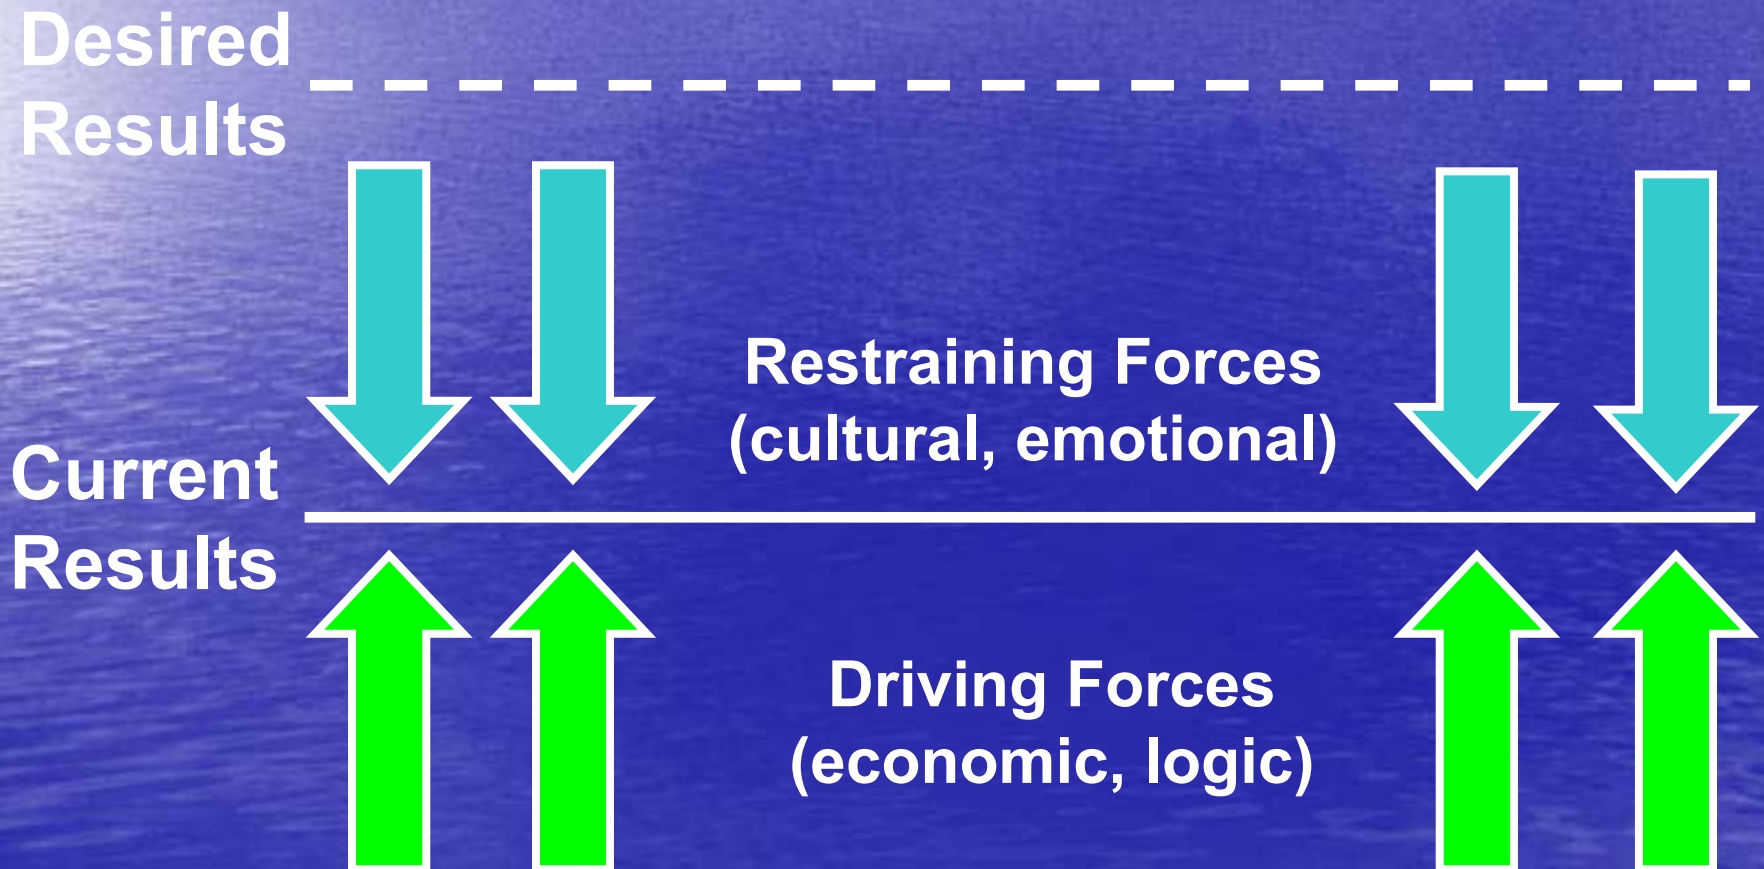 Desired
Results
Restraining Forces
(cultural, emotional)
Current
Results
Driving Forces
(economic, logic)